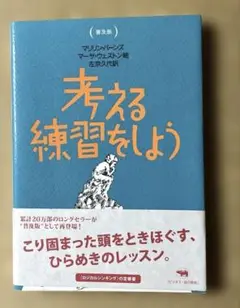 （普及版）
マリリン・バーンズ
マーサ・ウェストン絵
左京久代訳
考える
練習をしよう
累計20万部のロングセラーが
"普及版"として再登場！
こり固まった頭をときほぐす、
ひらめきのレッスン。
「ロジカルシンキング」の定番書